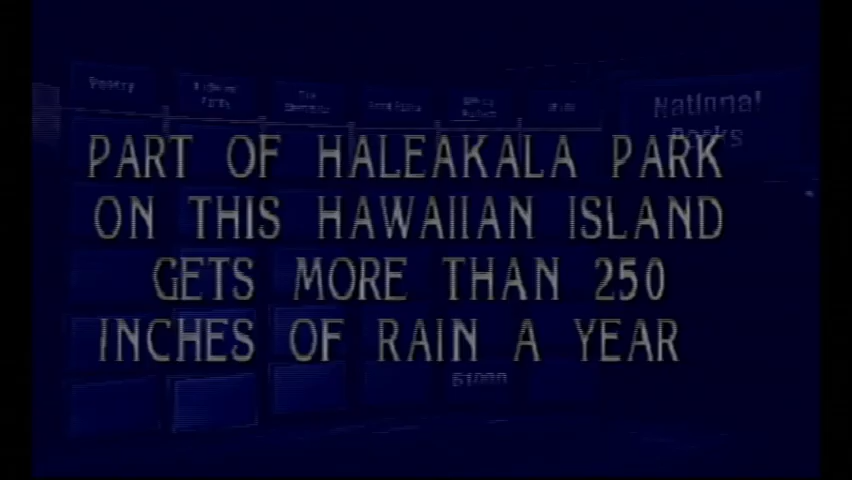 Poetry
National
Parks
PART OF HALEAKALA PARK
ON THIS HAWAIIAN ISLAND
GETS MORE THAN 250
INCHES OF RAIN A YEAR
$1000